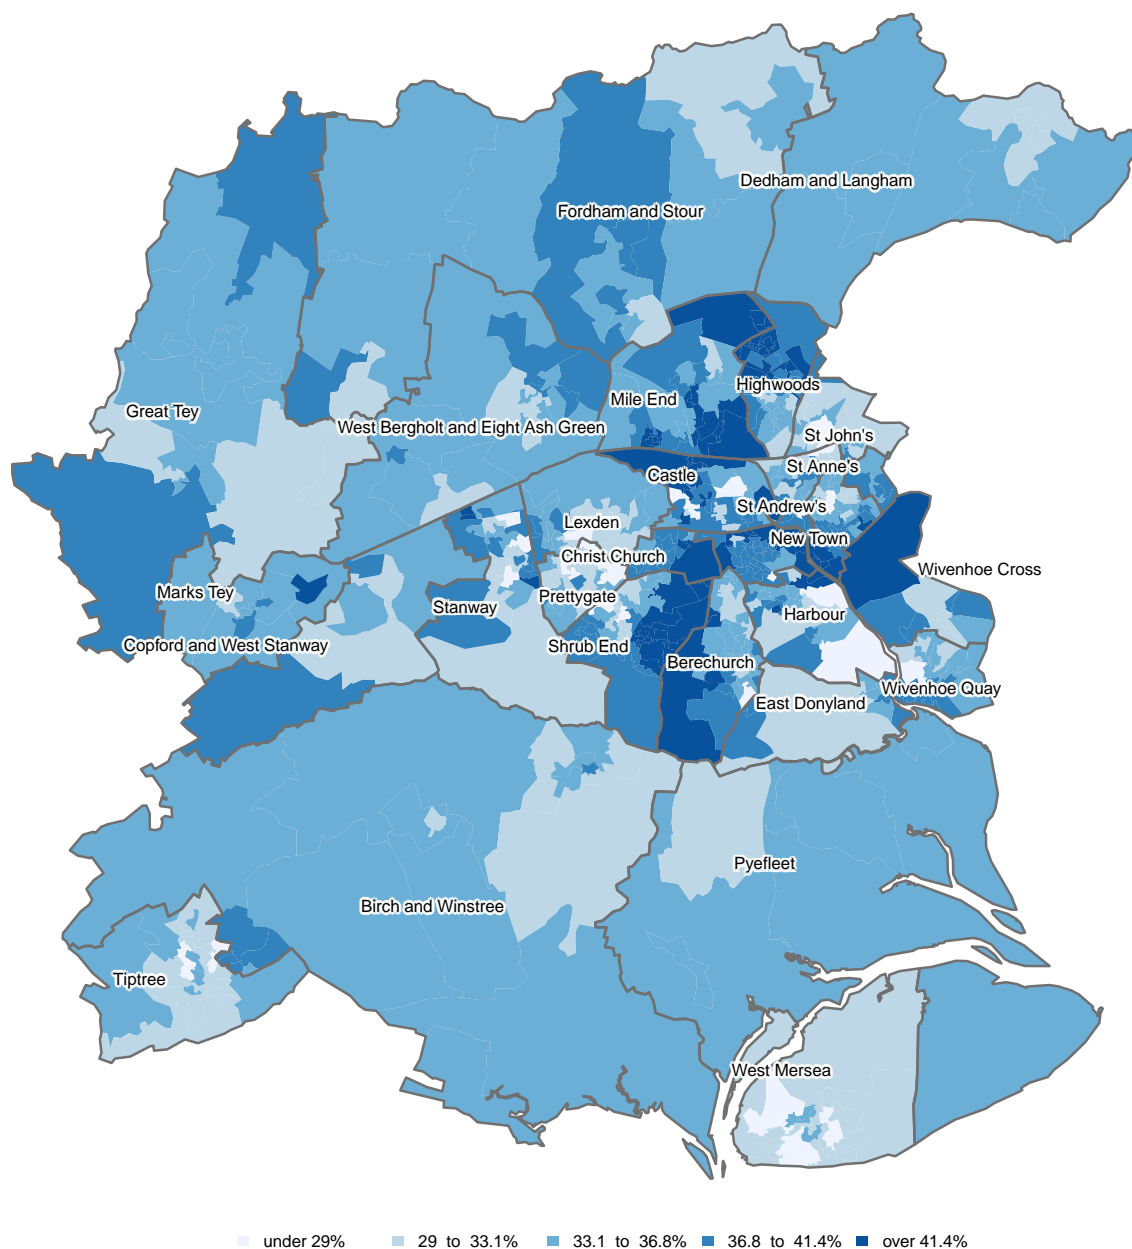 Dedham and Langham
Fordham and Stour
Highwoods
Mile End
Great Tey
West Bergholt and Eight Ash Green
St John's
St Anne's
Castle
St Andrew's
Lexden
New Town
Christ Church
Wivenhoe Cross
Marks Tey
Prettygate
Stanway
Harbour
Copford and West Stanway
Shrub End
Berechurch
Wivenhoe Quay
East Donyland
Pyefleet
Birch and Winstree
Tiptree
West Mersea
under 29% 29 to 33.1% 33.1 to 36.8% 36.8 to 41.4% over 41.4%